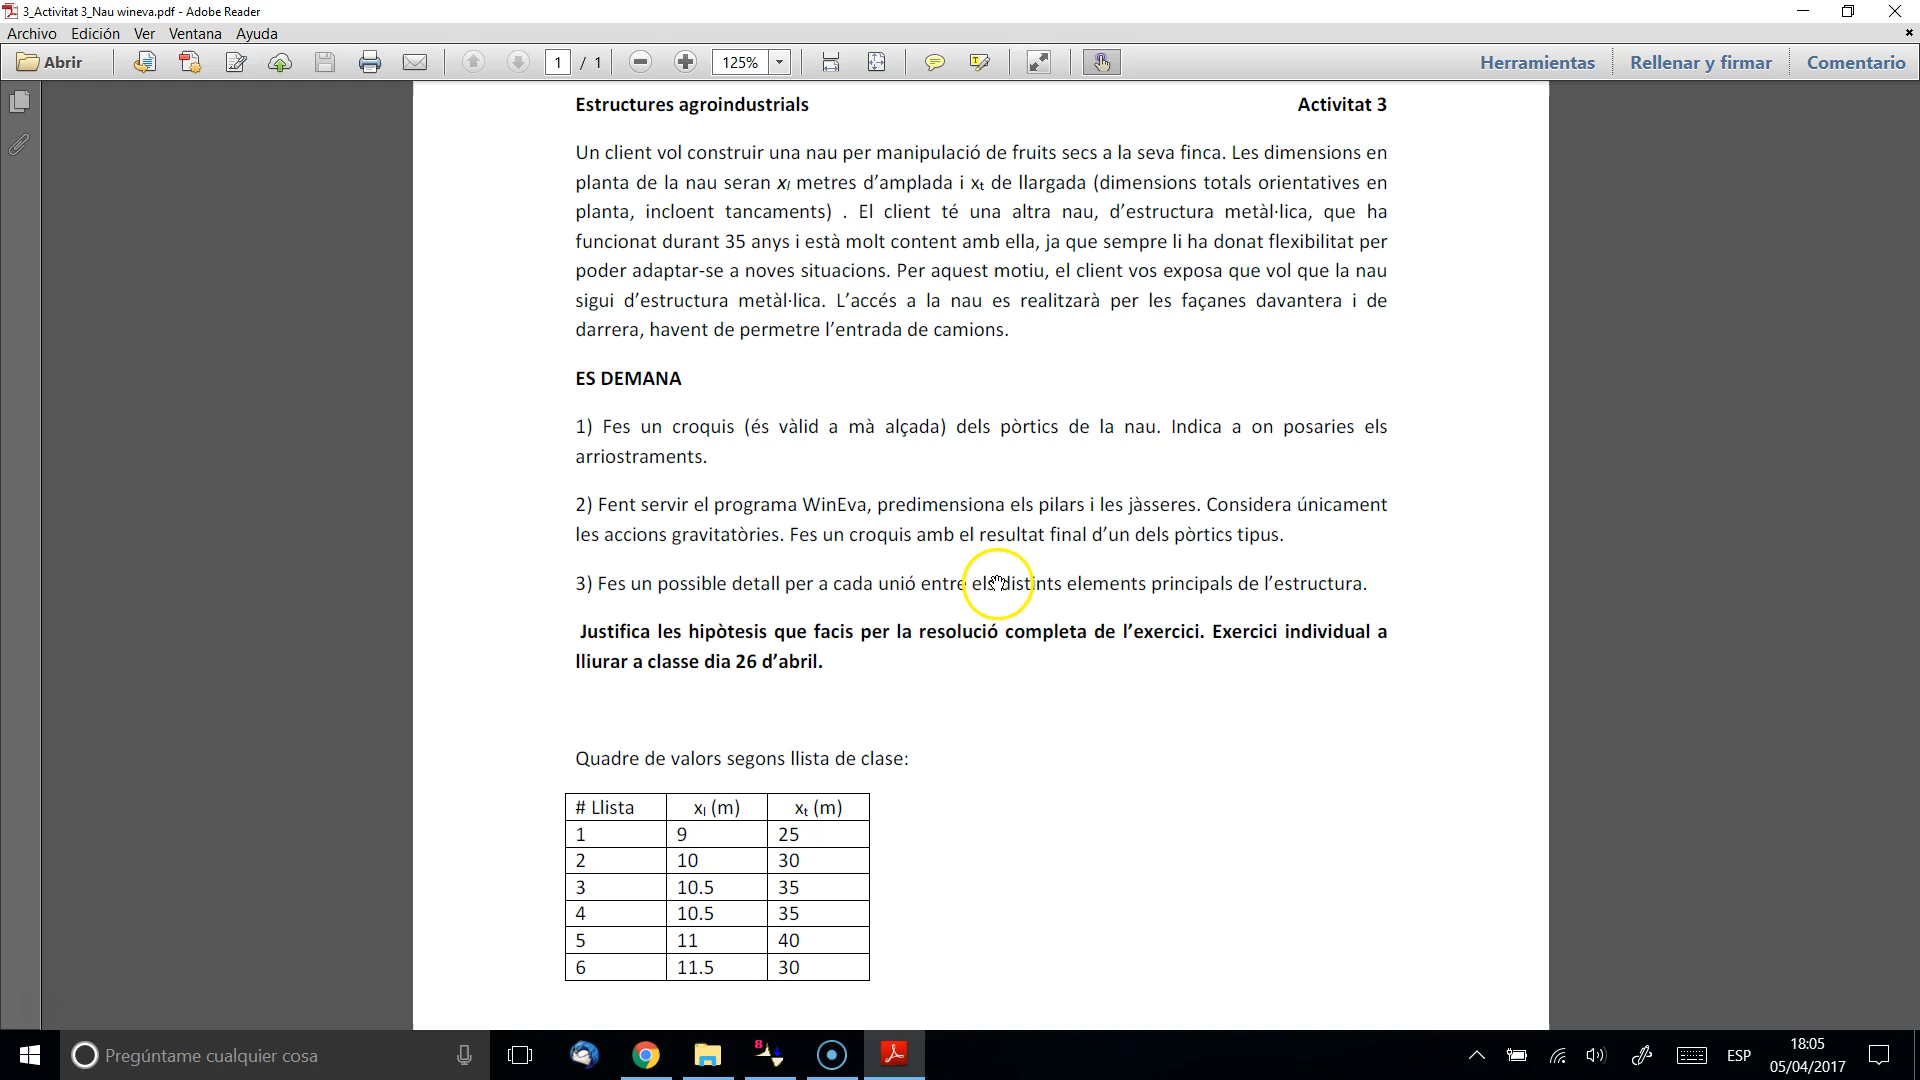 3_Activitat 3_Nau wineva.pdf - Adobe Reader
Archivo Edición Ver Ventana Ayuda
Abrir 1 / 1 125% Herramientas Rellenar y firmar Comentario
Estructures agroindustrials Activitat 3
Un client vol construir una nau per manipulació de fruits secs a la seva finca. Les dimensions en
planta de la nau seran xl metres d’amplada i xt de llargada (dimensions totals orientatives en
planta, incloent tancaments) . El client té una altra nau, d’estructura metàl·lica, que ha
funcionat durant 35 anys i està molt content amb ella, ja que sempre li ha donat flexibilitat per
poder adaptar-se a noves situacions. Per aquest motiu, el client vos exposa que vol que la nau
sigui d’estructura metàl·lica. L’accés a la nau es realitzarà per les façanes davantera i de
darrera, havent de permetre l’entrada de camions.
ES DEMANA
1) Fes un croquis (és vàlid a mà alçada) dels pòrtics de la nau. Indica a on posaries els
arriostraments.
2) Fent servir el programa WinEva, predimensiona els pilars i les jàsseres. Considera únicament
les accions gravitatòries. Fes un croquis amb el resultat final d’un dels pòrtics tipus.
3) Fes un possible detall per a cada unió entre els distints elements principals de l’estructura.
Justifica les hipòtesis que facis per la resolució completa de l’exercici. Exercici individual a
lliurar a classe dia 26 d’abril.
Quadre de valors segons llista de clase:
# Llista xl (m) xt (m)
1 9 25
2 10 30
3 10.5 35
4 10.5 35
5 11 40
6 11.5 30
Pregúntame cualquier cosa
8
ESP
18:05
05/04/2017